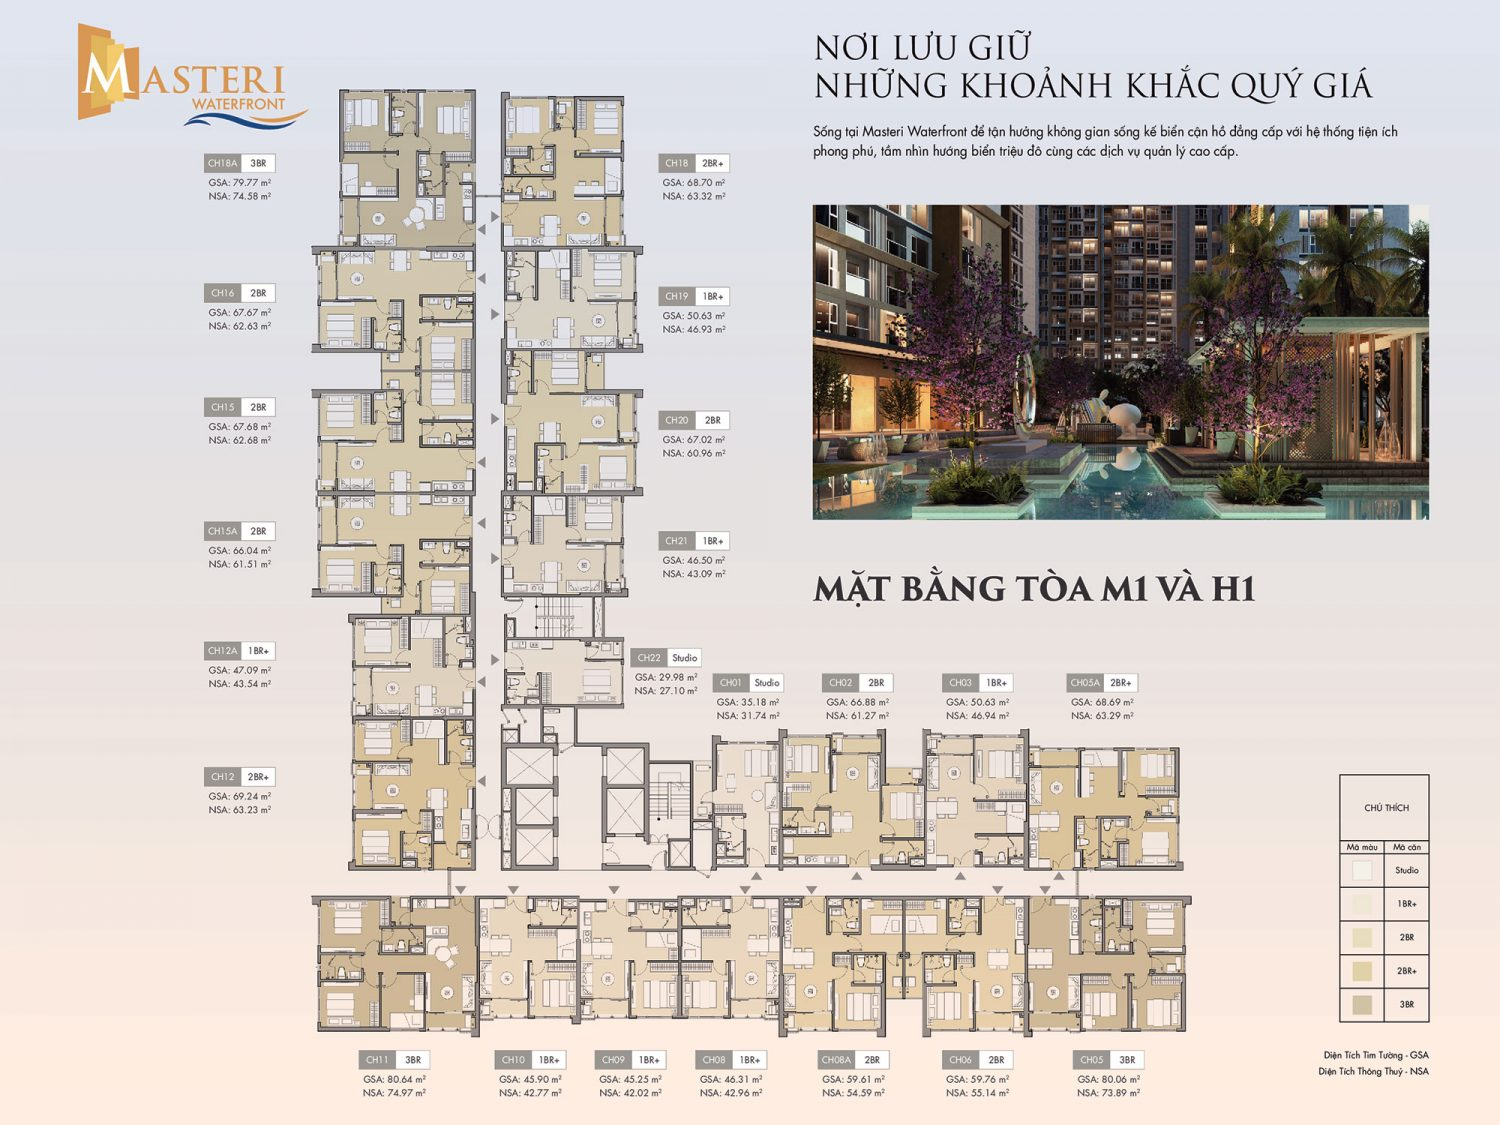 MASTERI
WATERFRONT
NƠI LƯU GIỮ
NHỮNG KHOẢNH KHẮC QUÝ GIÁ
Sống tại Masteri Waterfront để tận hưởng không gian sống kế biển cận hồ đẳng cấp với hệ thống tiện ích
phong phú, tầm nhìn hướng biển triệu đô cùng các dịch vụ quản lý cao cấp.
MẶT BẰNG TÒA M1 VÀ H1
CH18A 3BR
GSA: 79.77 m²
NSA: 74.58 m²
CH16 2BR
GSA: 67.67 m²
NSA: 62.63 m²
CH15 2BR
GSA: 67.68 m²
NSA: 62.68 m²
CH15A 2BR
GSA: 66.04 m²
NSA: 61.51 m²
CH12A 1BR+
GSA: 47.09 m²
NSA: 43.54 m²
CH12 2BR+
GSA: 69.24 m²
NSA: 63.23 m²
CH18 2BR+
GSA: 68.70 m²
NSA: 63.32 m²
CH19 1BR+
GSA: 50.63 m²
NSA: 46.93 m²
CH20 2BR
GSA: 67.02 m²
NSA: 60.96 m²
CH21 1BR+
GSA: 46.50 m²
NSA: 43.09 m²
CH22 Studio
GSA: 29.98 m²
NSA: 27.10 m²
CH01 Studio
GSA: 35.18 m²
NSA: 31.74 m²
CH02 2BR
GSA: 66.88 m²
NSA: 61.27 m²
CH03 1BR+
GSA: 50.63 m²
NSA: 46.94 m²
CH05A 2BR+
GSA: 68.69 m²
NSA: 63.29 m²
CH11 3BR
GSA: 80.64 m²
NSA: 74.97 m²
CH10 1BR+
GSA: 45.90 m²
NSA: 42.77 m²
CH09 1BR+
GSA: 45.25 m²
NSA: 42.02 m²
CH08 1BR+
GSA: 46.31 m²
NSA: 42.96 m²
CH08A 2BR
GSA: 59.61 m²
NSA: 54.59 m²
CH06 2BR
GSA: 59.76 m²
NSA: 55.14 m²
CH05 3BR
GSA: 80.06 m²
NSA: 73.89 m²
CHÚ THÍCH
Mã màu Mã căn
Studio
1BR+
2BR
2BR+
3BR
Diện Tích Tim Tường - GSA
Diện Tích Thông Thuỷ - NSA